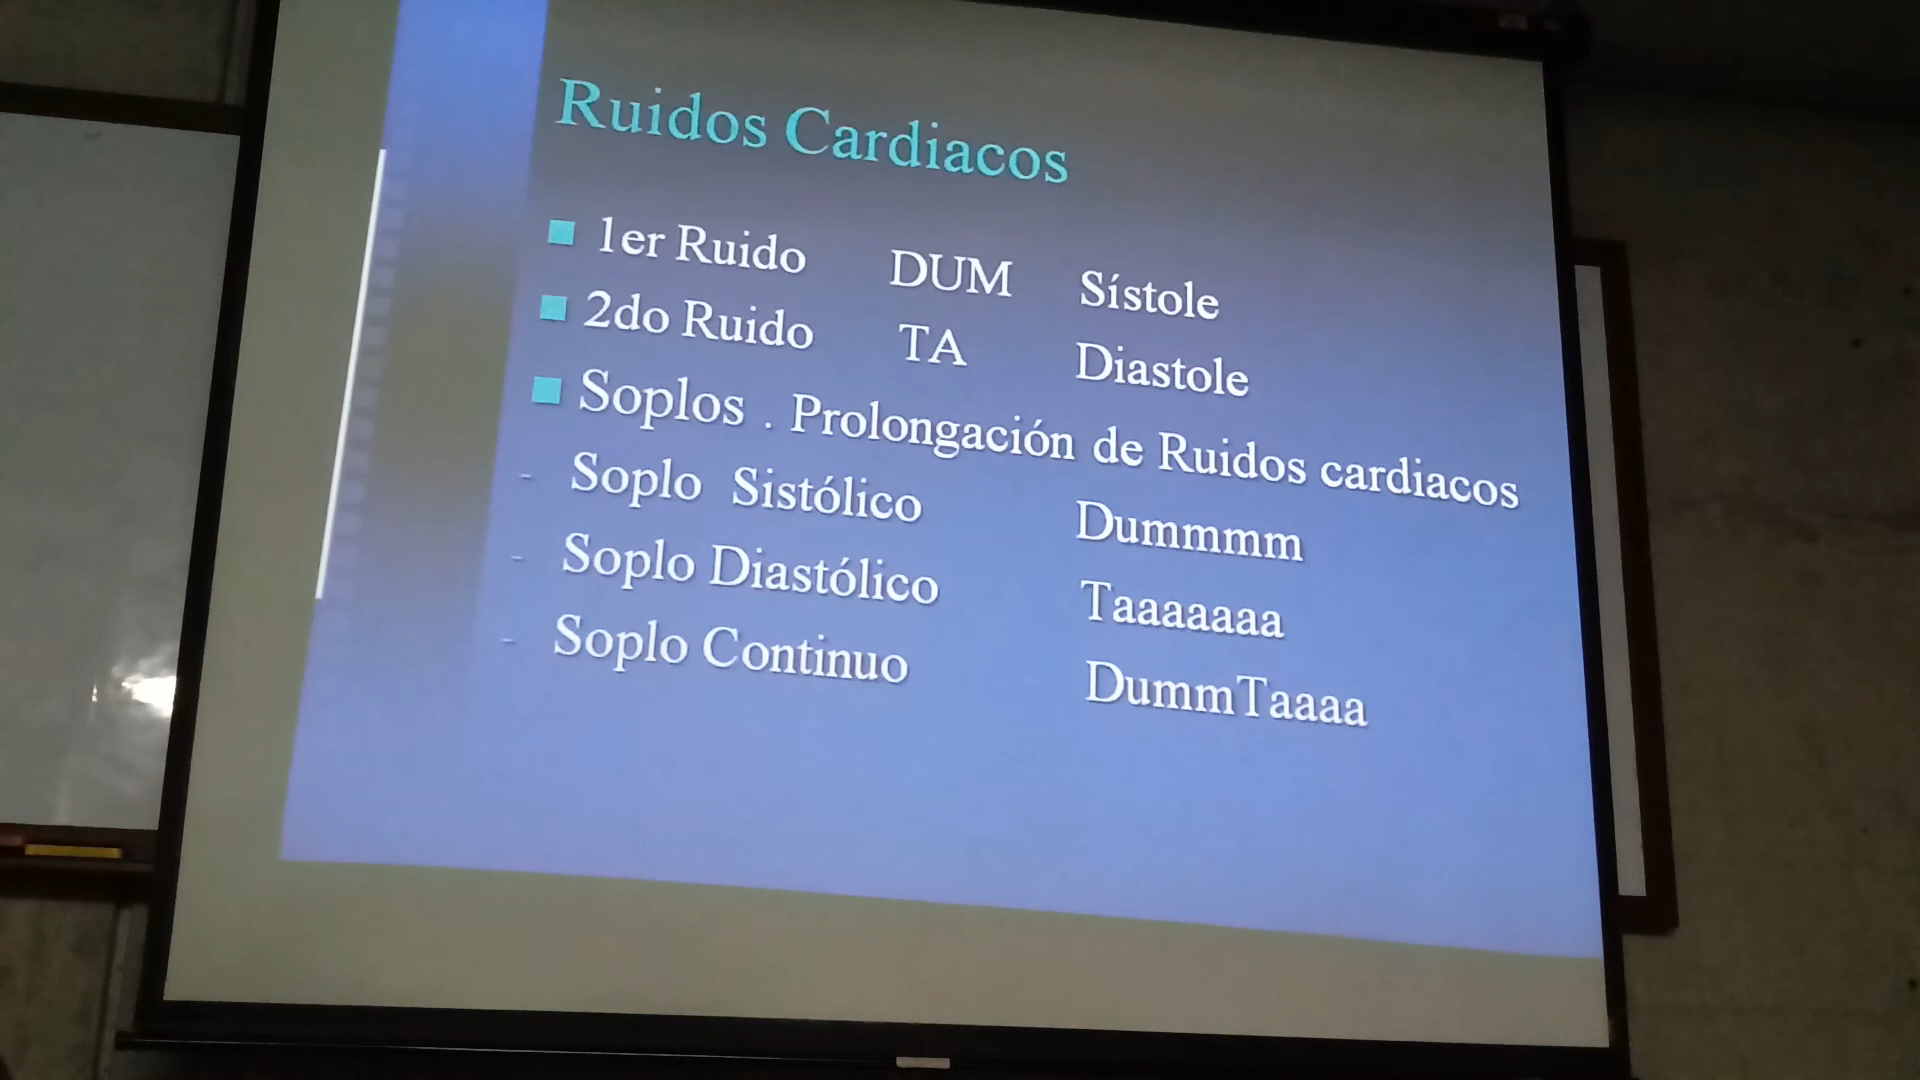 Ruidos Cardiacos
1er Ruido DUM Sístole
2do Ruido TA Diastole
Soplos . Prolongación de Ruidos cardiacos
- Soplo Sistólico Dummmm
- Soplo Diastólico Taaaaaaa
- Soplo Continuo DummTaaaa